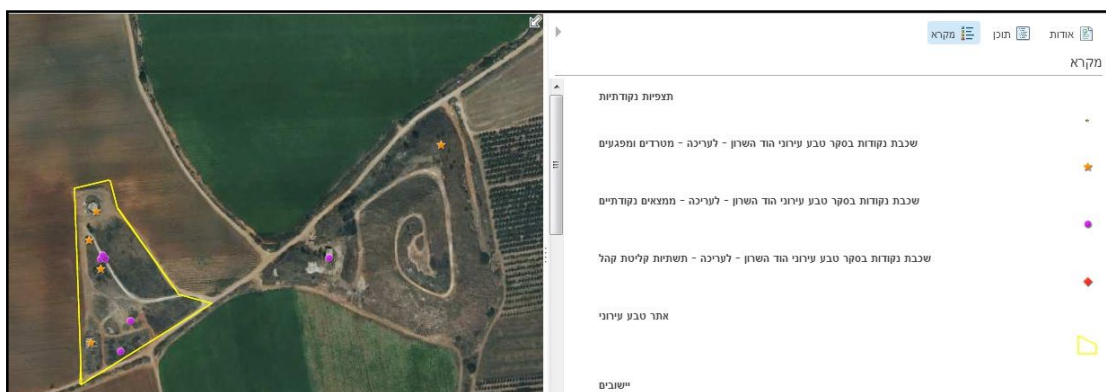 אודות תוכן מקרא
מקרא
תצפיות נקודתיות
שכבת נקודות בסקר טבע עירוני הוד השרון - לעריכה - מטרדים ומפגעים
שכבת נקודות בסקר טבע עירוני הוד השרון - לעריכה - ממצאים נקודתיים
שכבת נקודות בסקר טבע עירוני הוד השרון - לעריכה - תשתיות קליטת קהל
אתר טבע עירוני
יישובים